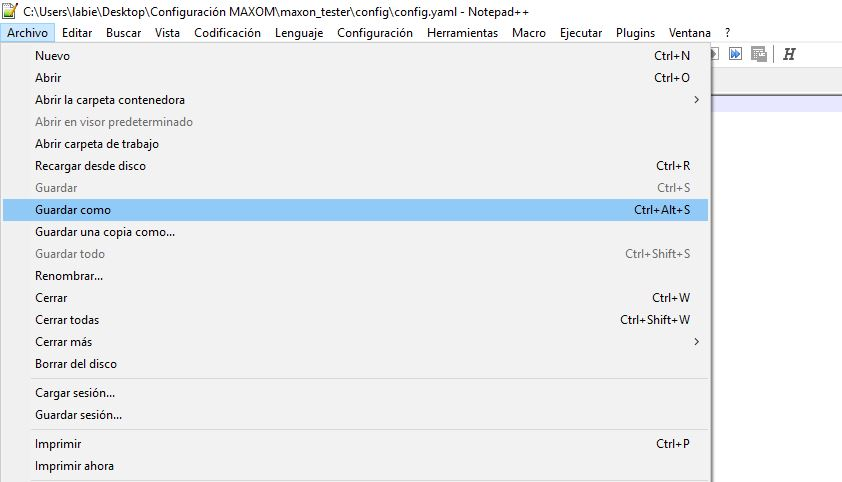 C:\Users\labie\Desktop\Configuración MAXOM\maxon_tester\config\config.yaml - Notepad++
Archivo Editar Buscar Vista Codificación Lenguaje Configuración Herramientas Macro Ejecutar Plugins Ventana ?
Nuevo Ctrl+N
Abrir Ctrl+O
Abrir la carpeta contenedora >
Abrir en visor predeterminado
Abrir carpeta de trabajo
Recargar desde disco Ctrl+R
Guardar Ctrl+S
Guardar como Ctrl+Alt+S
Guardar una copia como...
Guardar todo Ctrl+Shift+S
Renombrar...
Cerrar Ctrl+W
Cerrar todas Ctrl+Shift+W
Cerrar más >
Borrar del disco
Cargar sesión...
Guardar sesión...
Imprimir Ctrl+P
Imprimir ahora
H